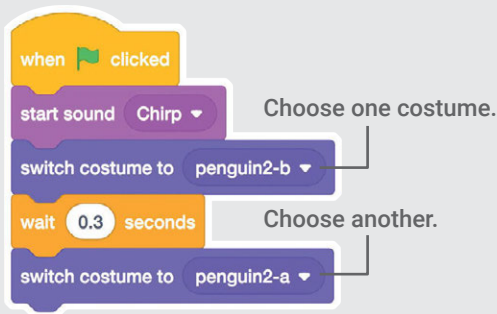 when clicked
start sound Chirp
Choose one costume.
switch costume to penguin2-b
wait 0.3 seconds
Choose another.
switch costume to penguin2-a